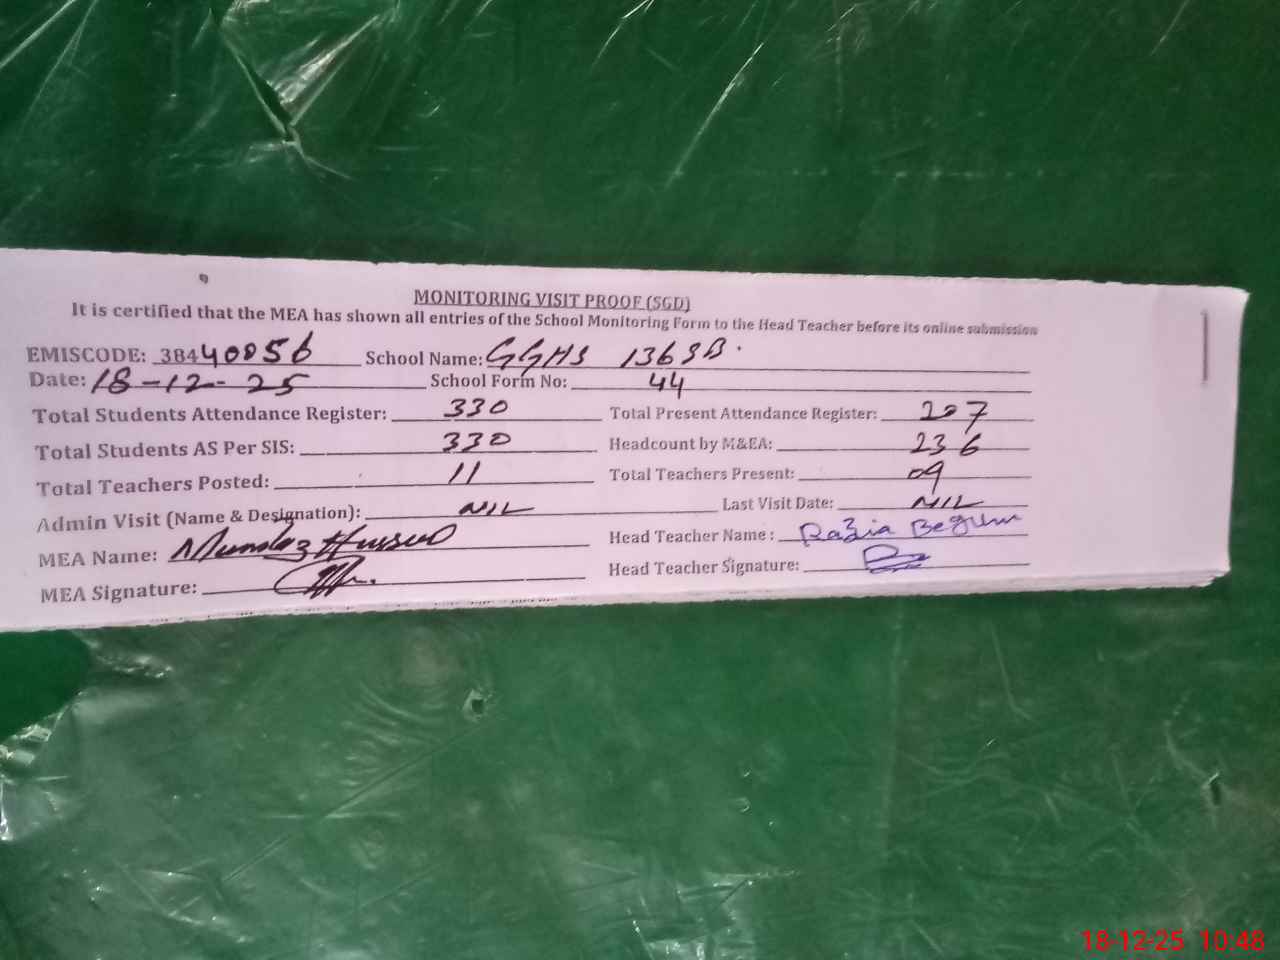 MONITORING VISIT PROOF (SGD)
It is certified that the MEA has shown all entries of the School Monitoring Form to the Head Teacher before its online submission
EMISCODE: 38440056 School Name: GGHS 136 SB.
Date: 18-12-25 School Form No: 44
Total Students Attendance Register: 330 Total Present Attendance Register: 207
Total Students AS Per SIS: 330 Headcount by M&EA: 236
Total Teachers Posted: 11 Total Teachers Present: 09
Admin Visit (Name & Designation): NIL Last Visit Date: NIL
MEA Name: Head Teacher Name: Razia Begum
MEA Signature: Head Teacher Signature:
18-12-25 10:48